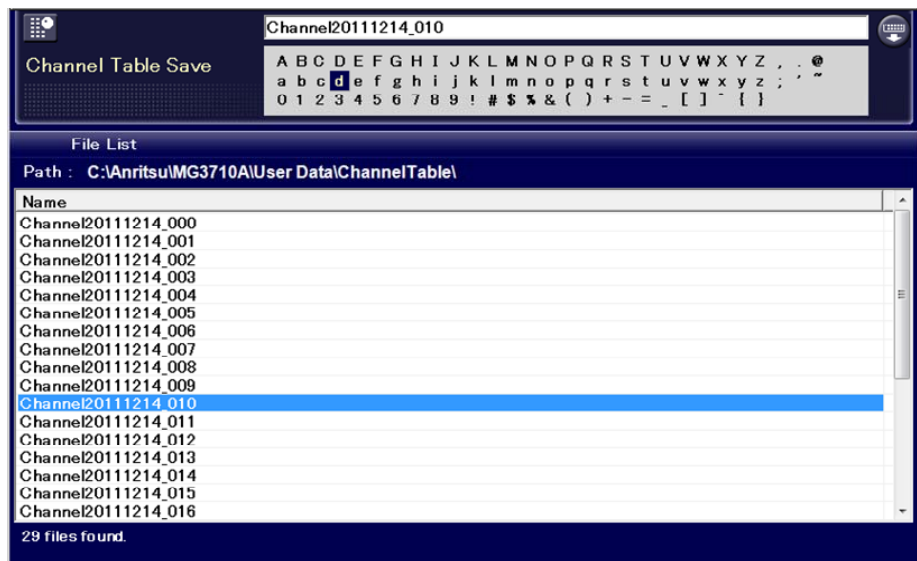 Channel20111214_010
Channel Table Save
A B C D E F G H I J K L M N O P Q R S T U V W X Y Z , . @
a b c d e f g h i j k l m n o p q r s t u v w x y z ; ' ~
0 1 2 3 4 5 6 7 8 9 ! # $ % & ( ) + - = _ [ ] ^ { }
File List
Path : C:\Anritsu\MG3710A\User Data\ChannelTable\
Name
Channel20111214_000
Channel20111214_001
Channel20111214_002
Channel20111214_003
Channel20111214_004
Channel20111214_005
Channel20111214_006
Channel20111214_007
Channel20111214_008
Channel20111214_009
Channel20111214_010
Channel20111214_011
Channel20111214_012
Channel20111214_013
Channel20111214_014
Channel20111214_015
Channel20111214_016
29 files found.